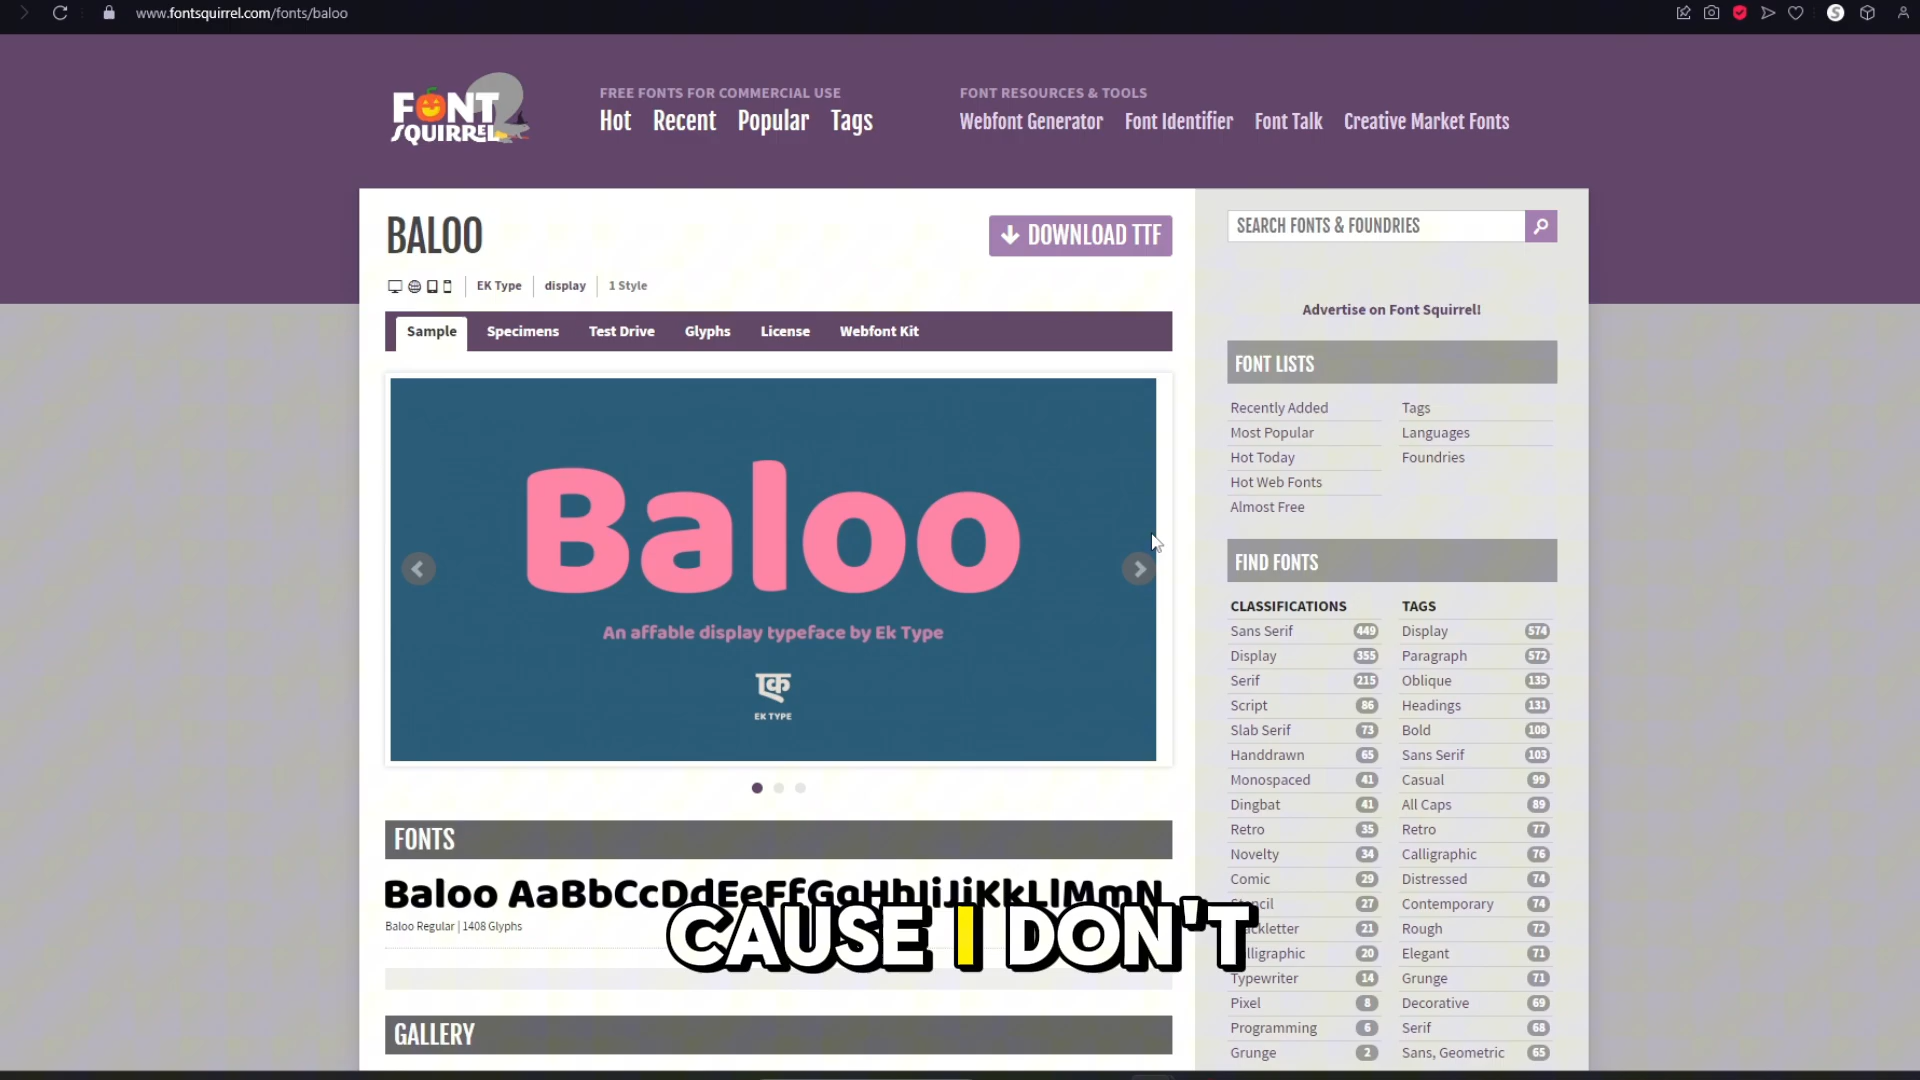 www.fontsquirrel.com/fonts/baloo
FONT
SQUIRREL
FREE FONTS FOR COMMERCIAL USE
Hot Recent Popular Tags
FONT RESOURCES & TOOLS
Webfont Generator Font Identifier Font Talk Creative Market Fonts
BALOO
DOWNLOAD TTF
EK Type display 1 Style
Sample Specimens Test Drive Glyphs License Webfont Kit
Baloo
An affable display typeface by Ek Type
एक
EK TYPE
FONTS
Baloo AaBbCcDdEeFfGgHhIiJjKkLlMmN
Baloo Regular | 1408 Glyphs
CAUSE I DON'T
GALLERY
SEARCH FONTS & FOUNDRIES
Advertise on Font Squirrel!
FONT LISTS
Recently Added Tags
Most Popular Languages
Hot Today Foundries
Hot Web Fonts
Almost Free
FIND FONTS
CLASSIFICATIONS TAGS
Sans Serif 449 Display 574
Display 355 Paragraph 572
Serif 215 Oblique 135
Script 86 Headings 131
Slab Serif 73 Bold 108
Handdrawn 65 Sans Serif 103
Monospaced 41 Casual 99
Dingbat 41 All Caps 89
Retro 35 Retro 77
Novelty 34 Calligraphic 76
Comic 29 Distressed 74
27 Contemporary 74
21 Rough 72
20 Elegant 71
Typewriter 14 Grunge 71
Pixel 8 Decorative 69
Programming 6 Serif 68
Grunge 2 Sans, Geometric 65